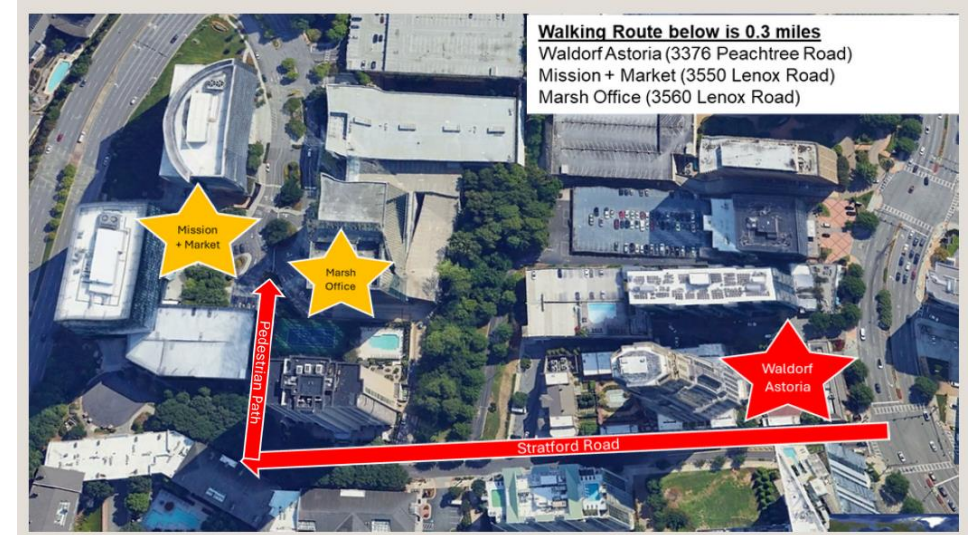 Walking Route below is 0.3 miles
Waldorf Astoria (3376 Peachtree Road)
Mission + Market (3550 Lenox Road)
Marsh Office (3560 Lenox Road)
Mission
+ Market
Marsh
Office
Pedestrian Path
Waldorf
Astoria
Stratford Road